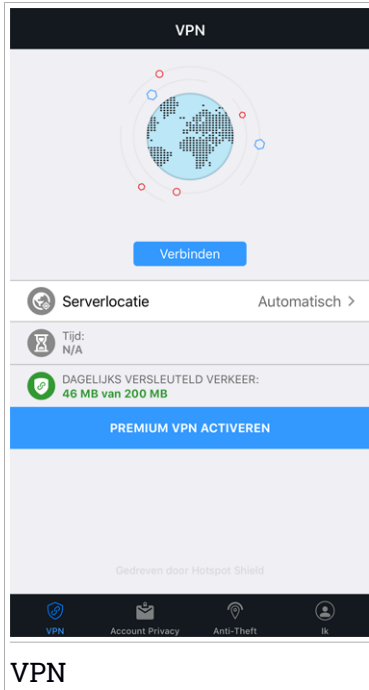 VPN
Verbinden
Serverlocatie Automatisch >
Tijd:
N/A
DAGELIJKS VERSLEUTELD VERKEER:
46 MB van 200 MB
PREMIUM VPN ACTIVEREN
Gedreven door Hotspot Shield
VPN Account Privacy Anti-Theft Ik
VPN